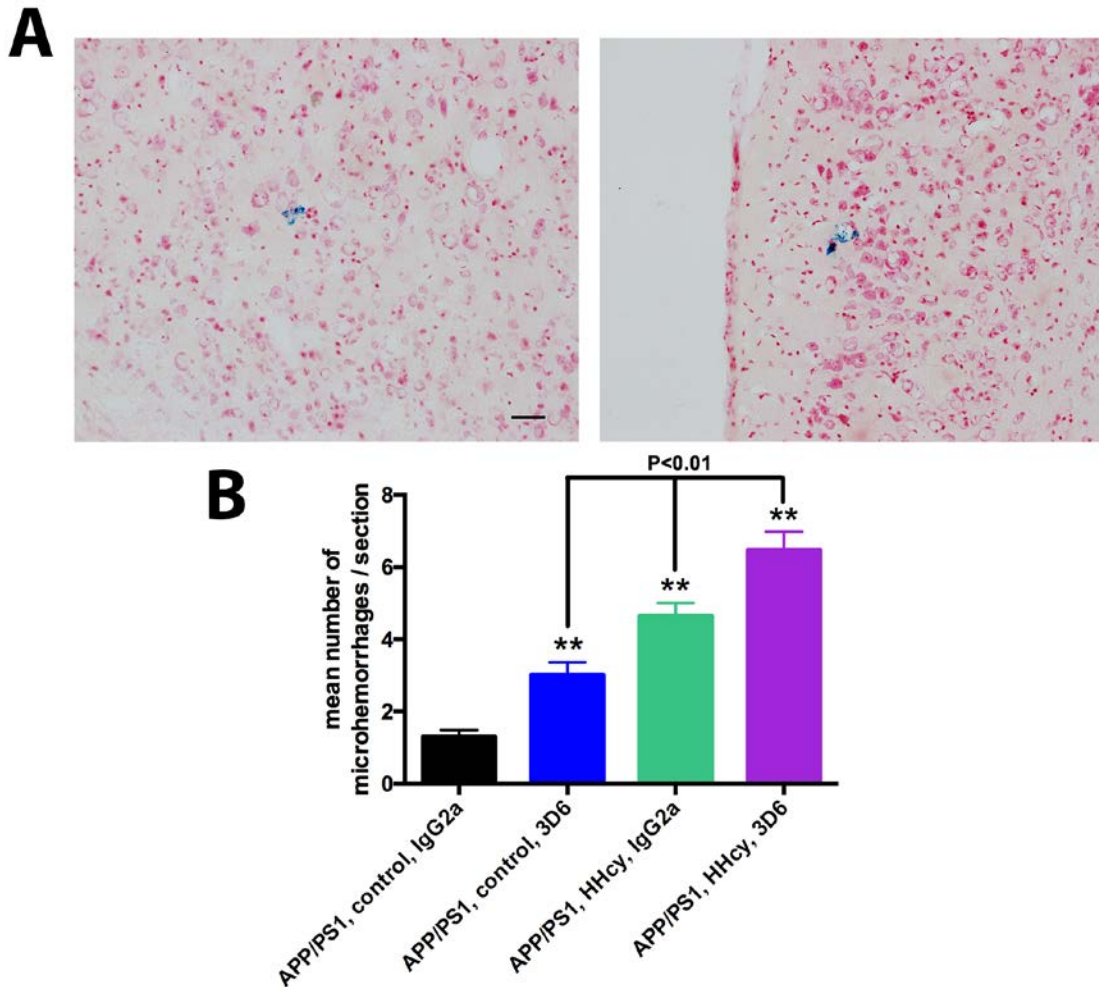 A
B
P<0.01
mean number of
microhemorrhages / section
8
6
4
2
0
**
**
**
APP/PS1, control, IgG2a
APP/PS1, control, 3D6
APP/PS1, HHcy, IgG2a
APP/PS1, HHcy, 3D6